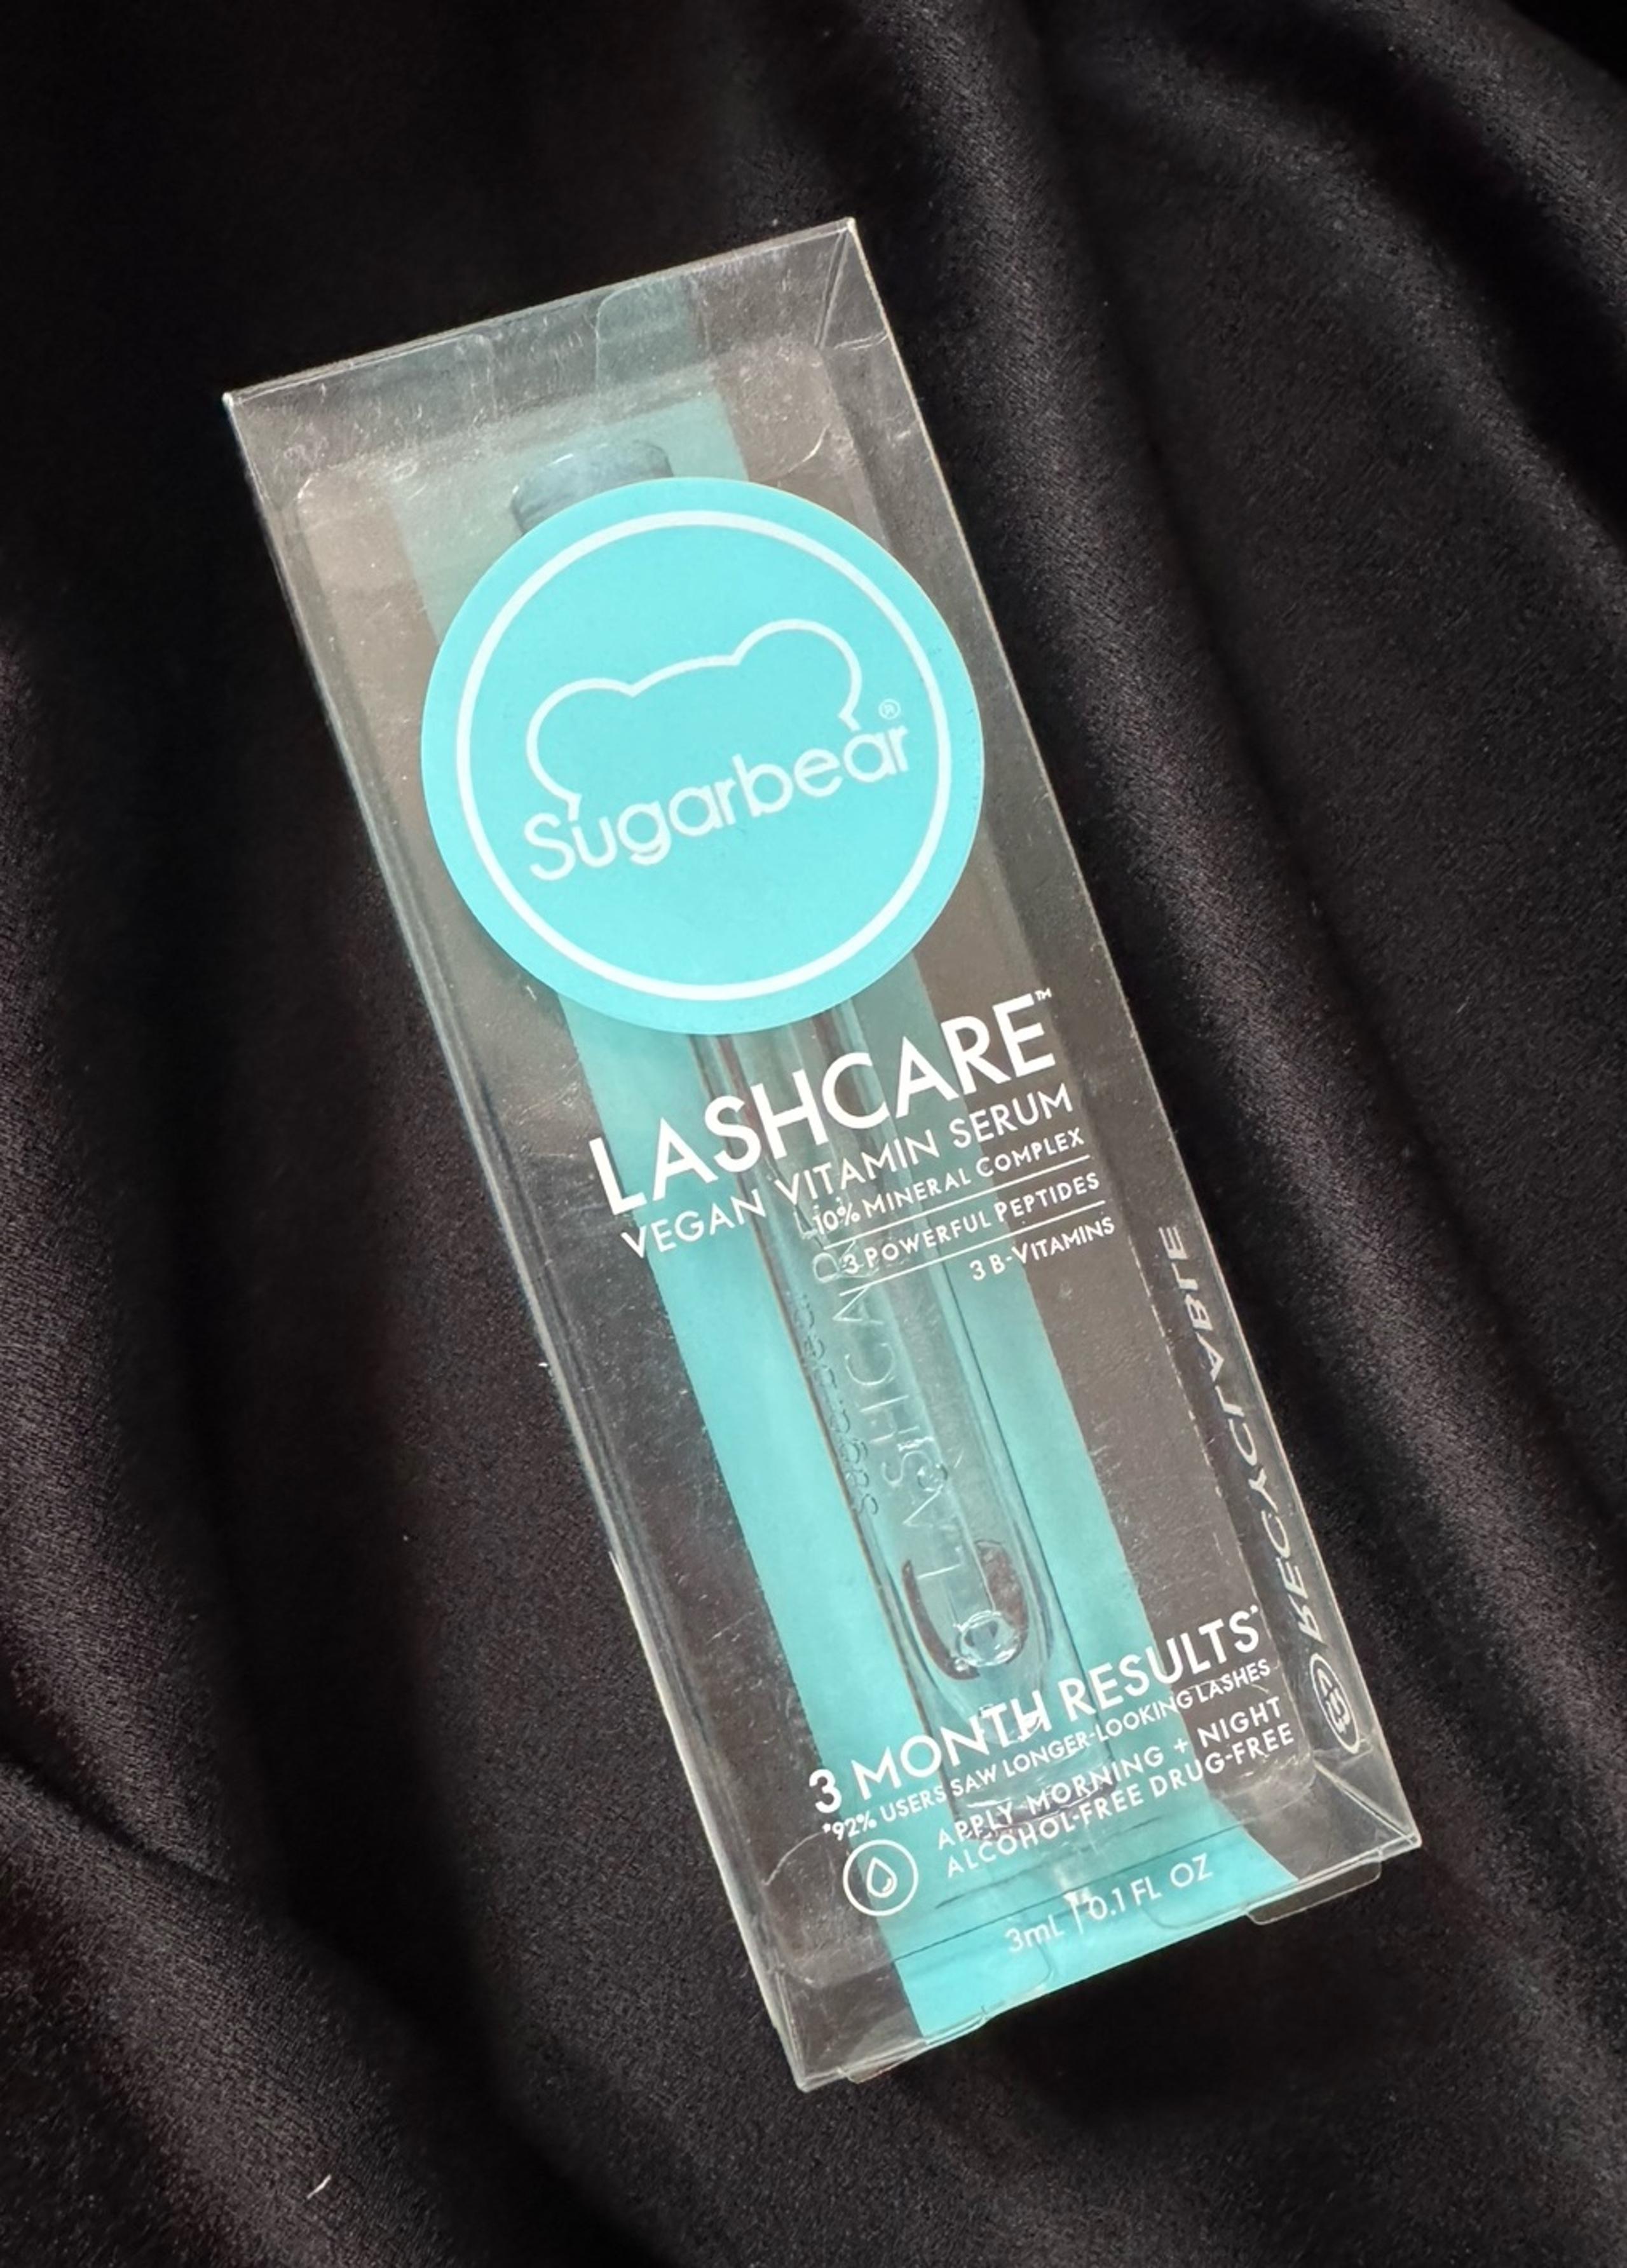 Sugarbear®
LASHCARE™
VEGAN VITAMIN SERUM
10% MINERAL COMPLEX
3 POWERFUL PEPTIDES
3 B-VITAMINS
Sugarbear
LASHCARE
RECYCLABLE
3 MONTH RESULTS*
*92% USERS SAW LONGER-LOOKING LASHES
APPLY MORNING + NIGHT
ALCOHOL-FREE DRUG-FREE
3mL | 0.1 FL OZ